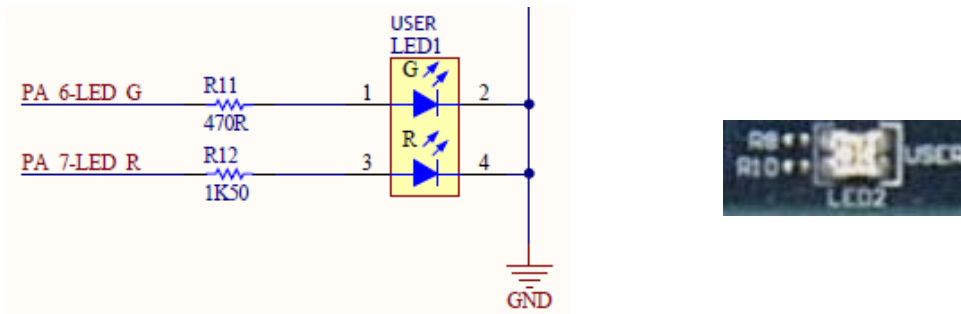 USER
LED1
G
PA 6-LED G
R11
1
2
470R
R
PA 7-LED R
R12
3
4
1K50
GND
R8
R10
USER
LED2